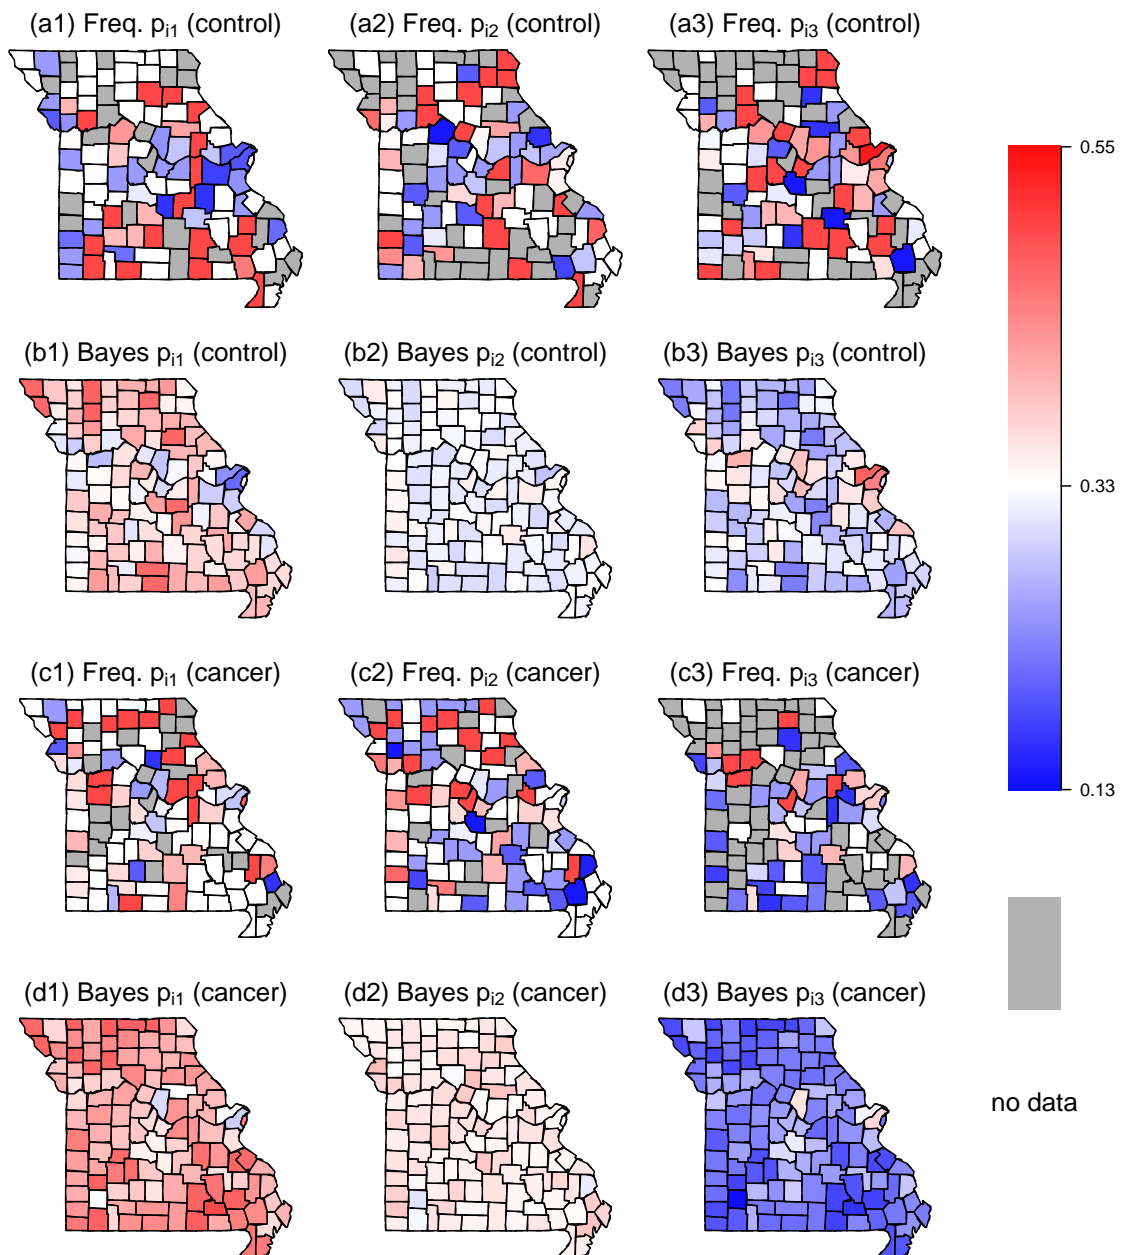 (a1) Freq. pi1 (control)
(a2) Freq. pi2 (control)
(a3) Freq. pi3 (control)
0.55
(b1) Bayes pi1 (control)
(b2) Bayes pi2 (control)
(b3) Bayes pi3 (control)
0.33
(c1) Freq. pi1 (cancer)
(c2) Freq. pi2 (cancer)
(c3) Freq. pi3 (cancer)
0.13
(d1) Bayes pi1 (cancer)
(d2) Bayes pi2 (cancer)
(d3) Bayes pi3 (cancer)
no data